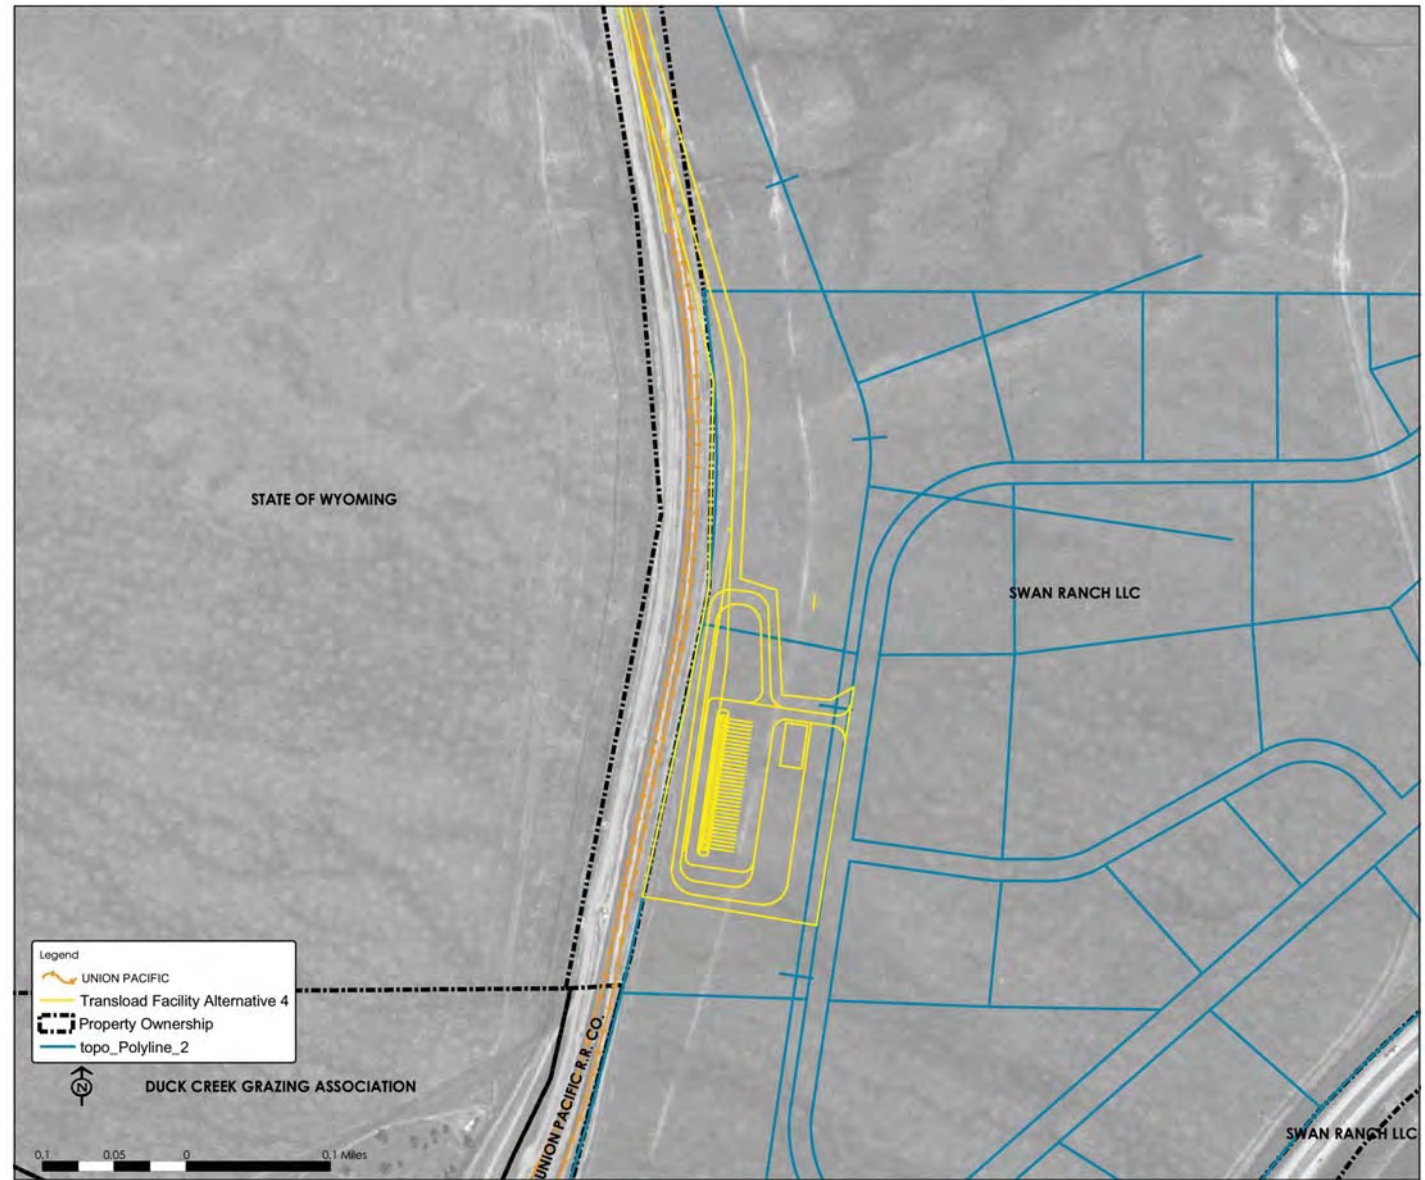 STATE OF WYOMING
SWAN RANCH LLC
Legend
UNION PACIFIC
Transload Facility Alternative 4
Property Ownership
topo_Polyline_2
N
DUCK CREEK GRAZING ASSOCIATION
UNION PACIFIC R.R. CO.
SWAN RANCH LLC
0.1 0.05 0 0.1 Miles